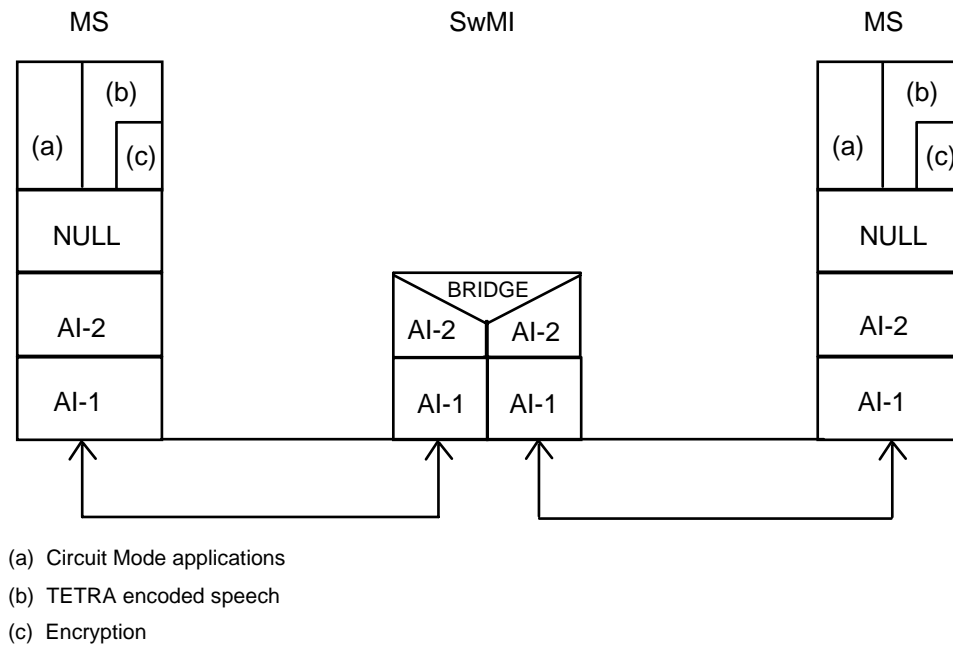 MS SwMI MS
(b) (b)
(a) (c) (a) (c)
NULL NULL
BRIDGE
AI-2 AI-2 AI-2 AI-2
AI-1 AI-1 AI-1 AI-1
(a) Circuit Mode applications
(b) TETRA encoded speech
(c) Encryption